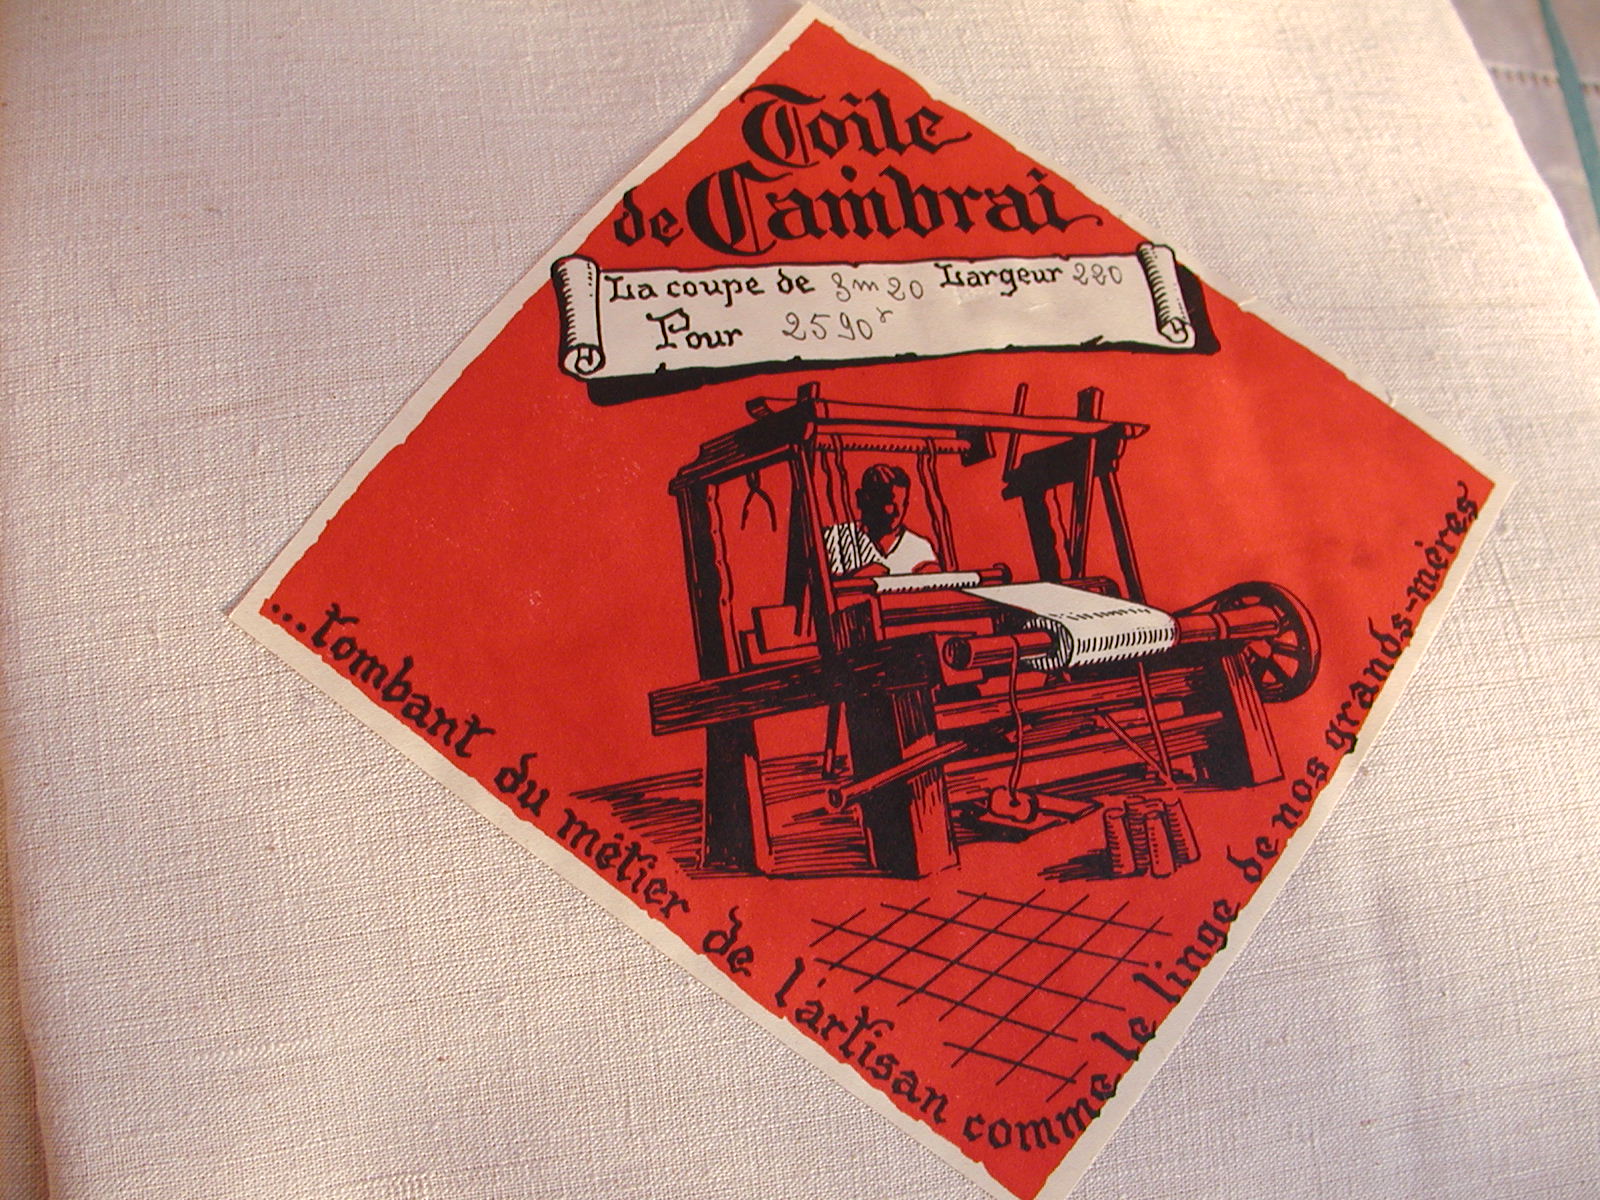 Toile
de Cambrai
La coupe de 3m20 Largeur 220
Pour 2590F
...tombant du métier de l'artisan comme le linge de nos grands-mères